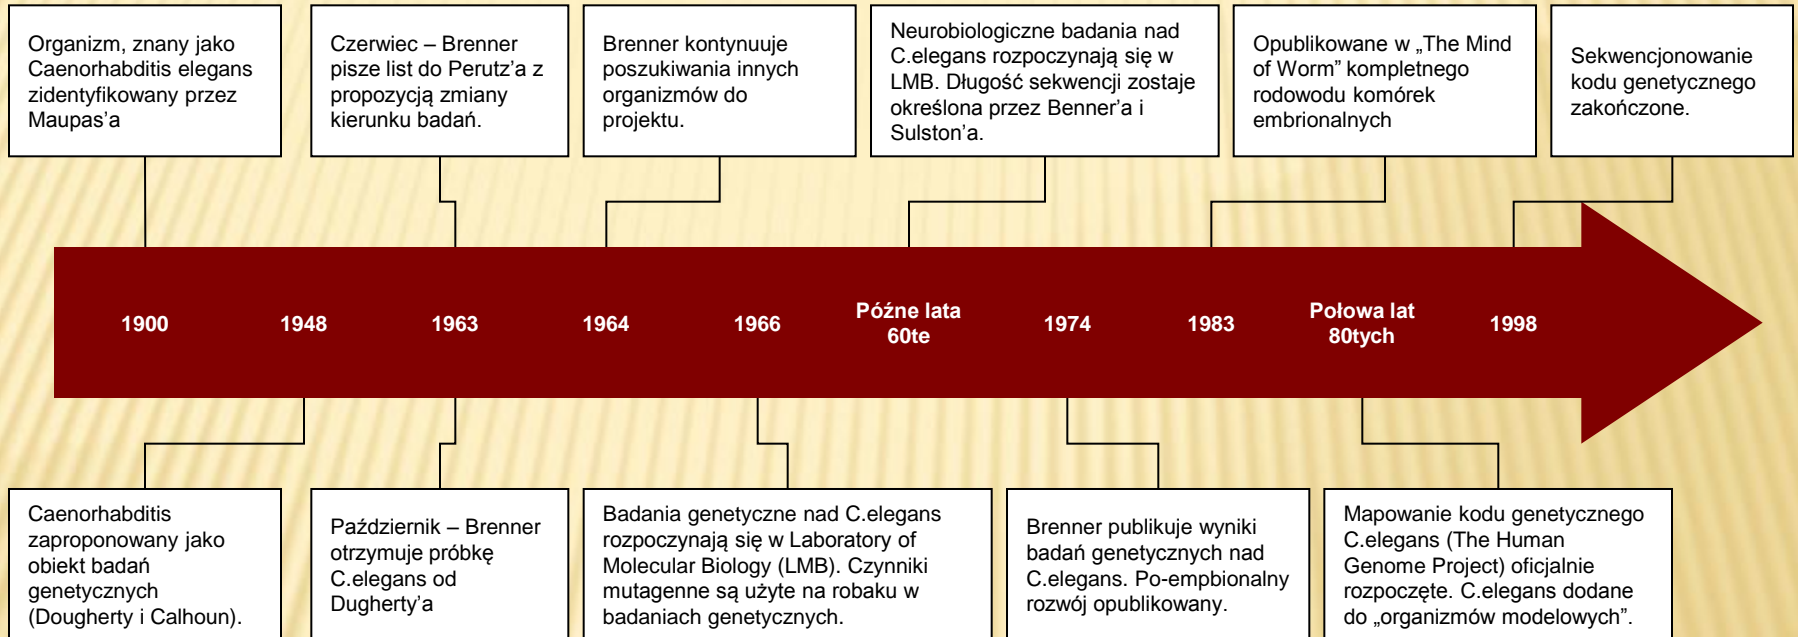 Organizm, znany jako
Caenorhabditis elegans
zidentyfikowany przez
Maupas’a
Czerwiec – Brenner
pisze list do Perutz’a z
propozycją zmiany
kierunku badań.
Brenner kontynuuje
poszukiwania innych
organizmów do
projektu.
Neurobiologiczne badania nad
C.elegans rozpoczynają się w
LMB. Długość sekwencji zostaje
określona przez Benner’a i
Sulston’a.
Opublikowane w „The Mind
of Worm” kompletnego
rodowodu komórek
embrionalnych
Sekwencjonowanie
kodu genetycznego
zakończone.
1900
1948
1963
1964
1966
Późne lata
60te
1974
1983
Połowa lat
80tych
1998
Caenorhabditis
zaproponowany jako
obiekt badań
genetycznych
(Dougherty i Calhoun).
Październik – Brenner
otrzymuje próbkę
C.elegans od
Dugherty’a
Badania genetyczne nad C.elegans
rozpoczynają się w Laboratory of
Molecular Biology (LMB). Czynniki
mutagenne są użyte na robaku w
badaniach genetycznych.
Brenner publikuje wyniki
badań genetycznych nad
C.elegans. Po-empbionalny
rozwój opublikowany.
Mapowanie kodu genetycznego
C.elegans (The Human
Genome Project) oficjalnie
rozpoczęte. C.elegans dodane
do „organizmów modelowych”.